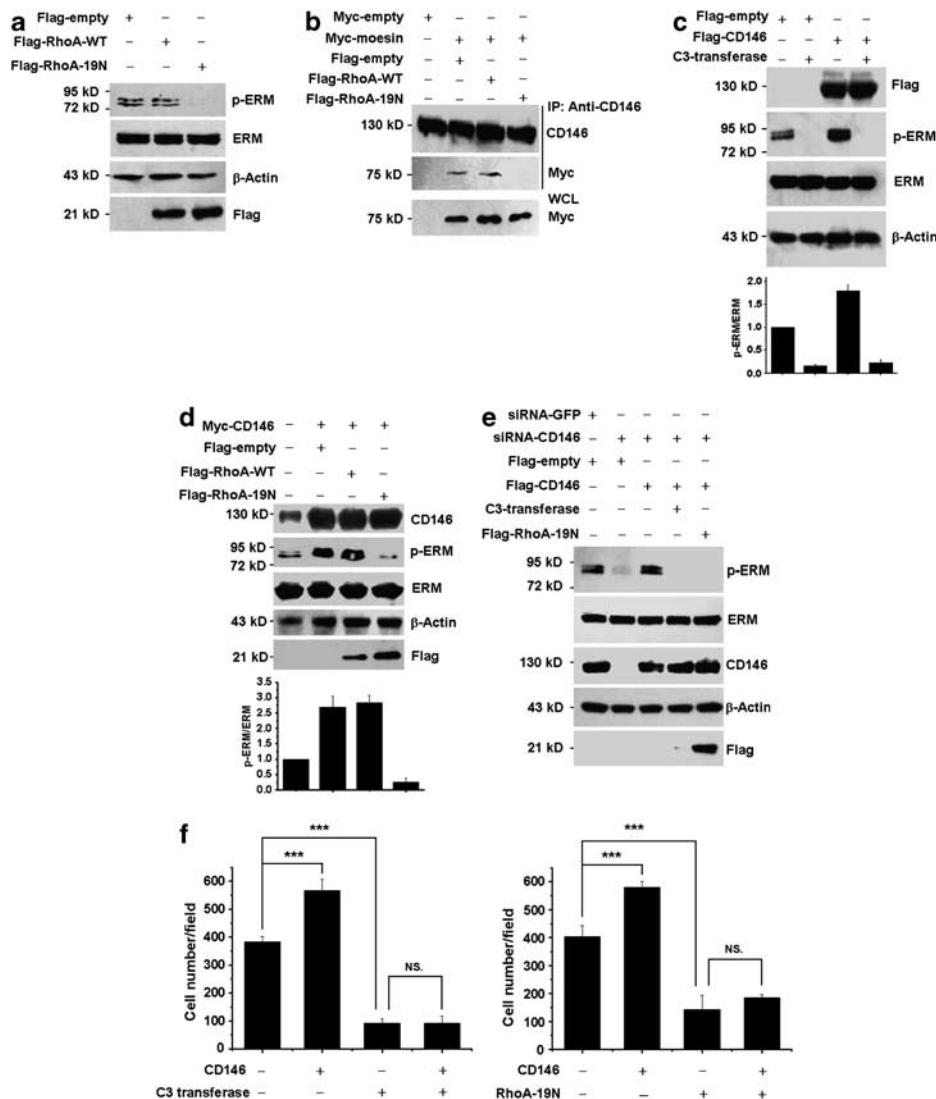 a
Flag-empty + – –
Flag-RhoA-WT – + –
Flag-RhoA-19N – – +
95 kD
72 kD
p-ERM
ERM
43 kD
β-Actin
21 kD
Flag
b
Myc-empty + – – –
Myc-moesin – + + +
Flag-empty – + – –
Flag-RhoA-WT – – + –
Flag-RhoA-19N – – – +
IP: Anti-CD146
130 kD
CD146
75 kD
Myc
WCL
75 kD
Myc
c
Flag-empty + + – –
Flag-CD146 – – + +
C3-transferase – + – +
130 kD
Flag
95 kD
72 kD
p-ERM
ERM
43 kD
β-Actin
p-ERM/ERM
2.0
1.5
1.0
0.5
0.0
d
Myc-CD146 – + + +
Flag-empty – + – –
Flag-RhoA-WT – – + –
Flag-RhoA-19N – – – +
130 kD
CD146
95 kD
72 kD
p-ERM
ERM
43 kD
β-Actin
21 kD
Flag
p-ERM/ERM
3.5
3.0
2.5
2.0
1.5
1.0
0.5
0.0
e
siRNA-GFP + – – – –
siRNA-CD146 – + + + +
Flag-empty + + – – –
Flag-CD146 – – + + +
C3-transferase – – – + –
Flag-RhoA-19N – – – – +
95 kD
72 kD
p-ERM
ERM
130 kD
CD146
43 kD
β-Actin
21 kD
Flag
f
***
***
NS.
Cell number/field
600
500
400
300
200
100
0
CD146 – + – +
C3 transferase – – + +
***
***
NS.
Cell number/field
600
500
400
300
200
100
0
CD146 – + – +
RhoA-19N – – + +